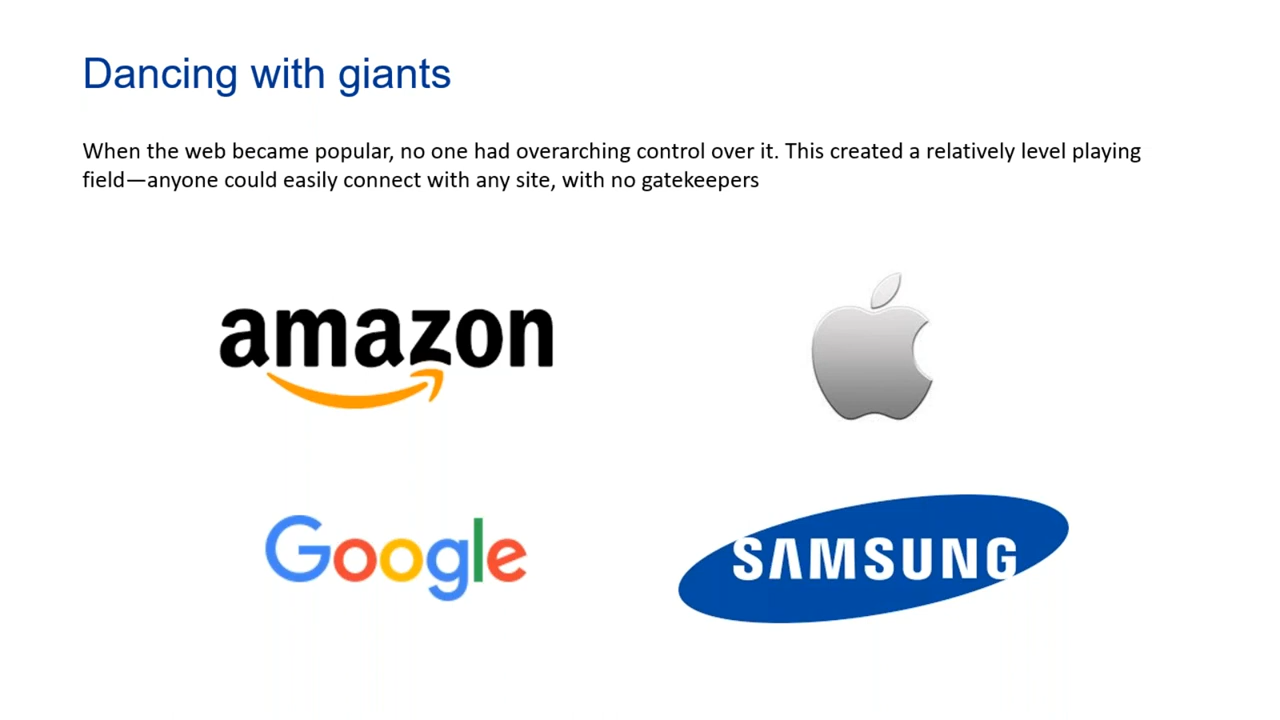 Dancing with giants
When the web became popular, no one had overarching control over it. This created a relatively level playing
field—anyone could easily connect with any site, with no gatekeepers
amazon
Google
SAMSUNG